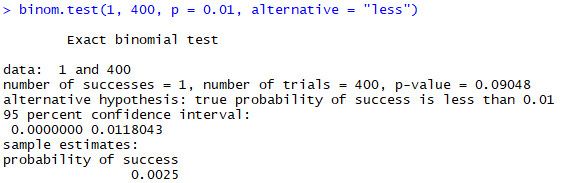 > binom.test(1, 400, p = 0.01, alternative = "less")
Exact binomial test
data: 1 and 400
number of successes = 1, number of trials = 400, p-value = 0.09048
alternative hypothesis: true probability of success is less than 0.01
95 percent confidence interval:
0.0000000 0.0118043
sample estimates:
probability of success
0.0025